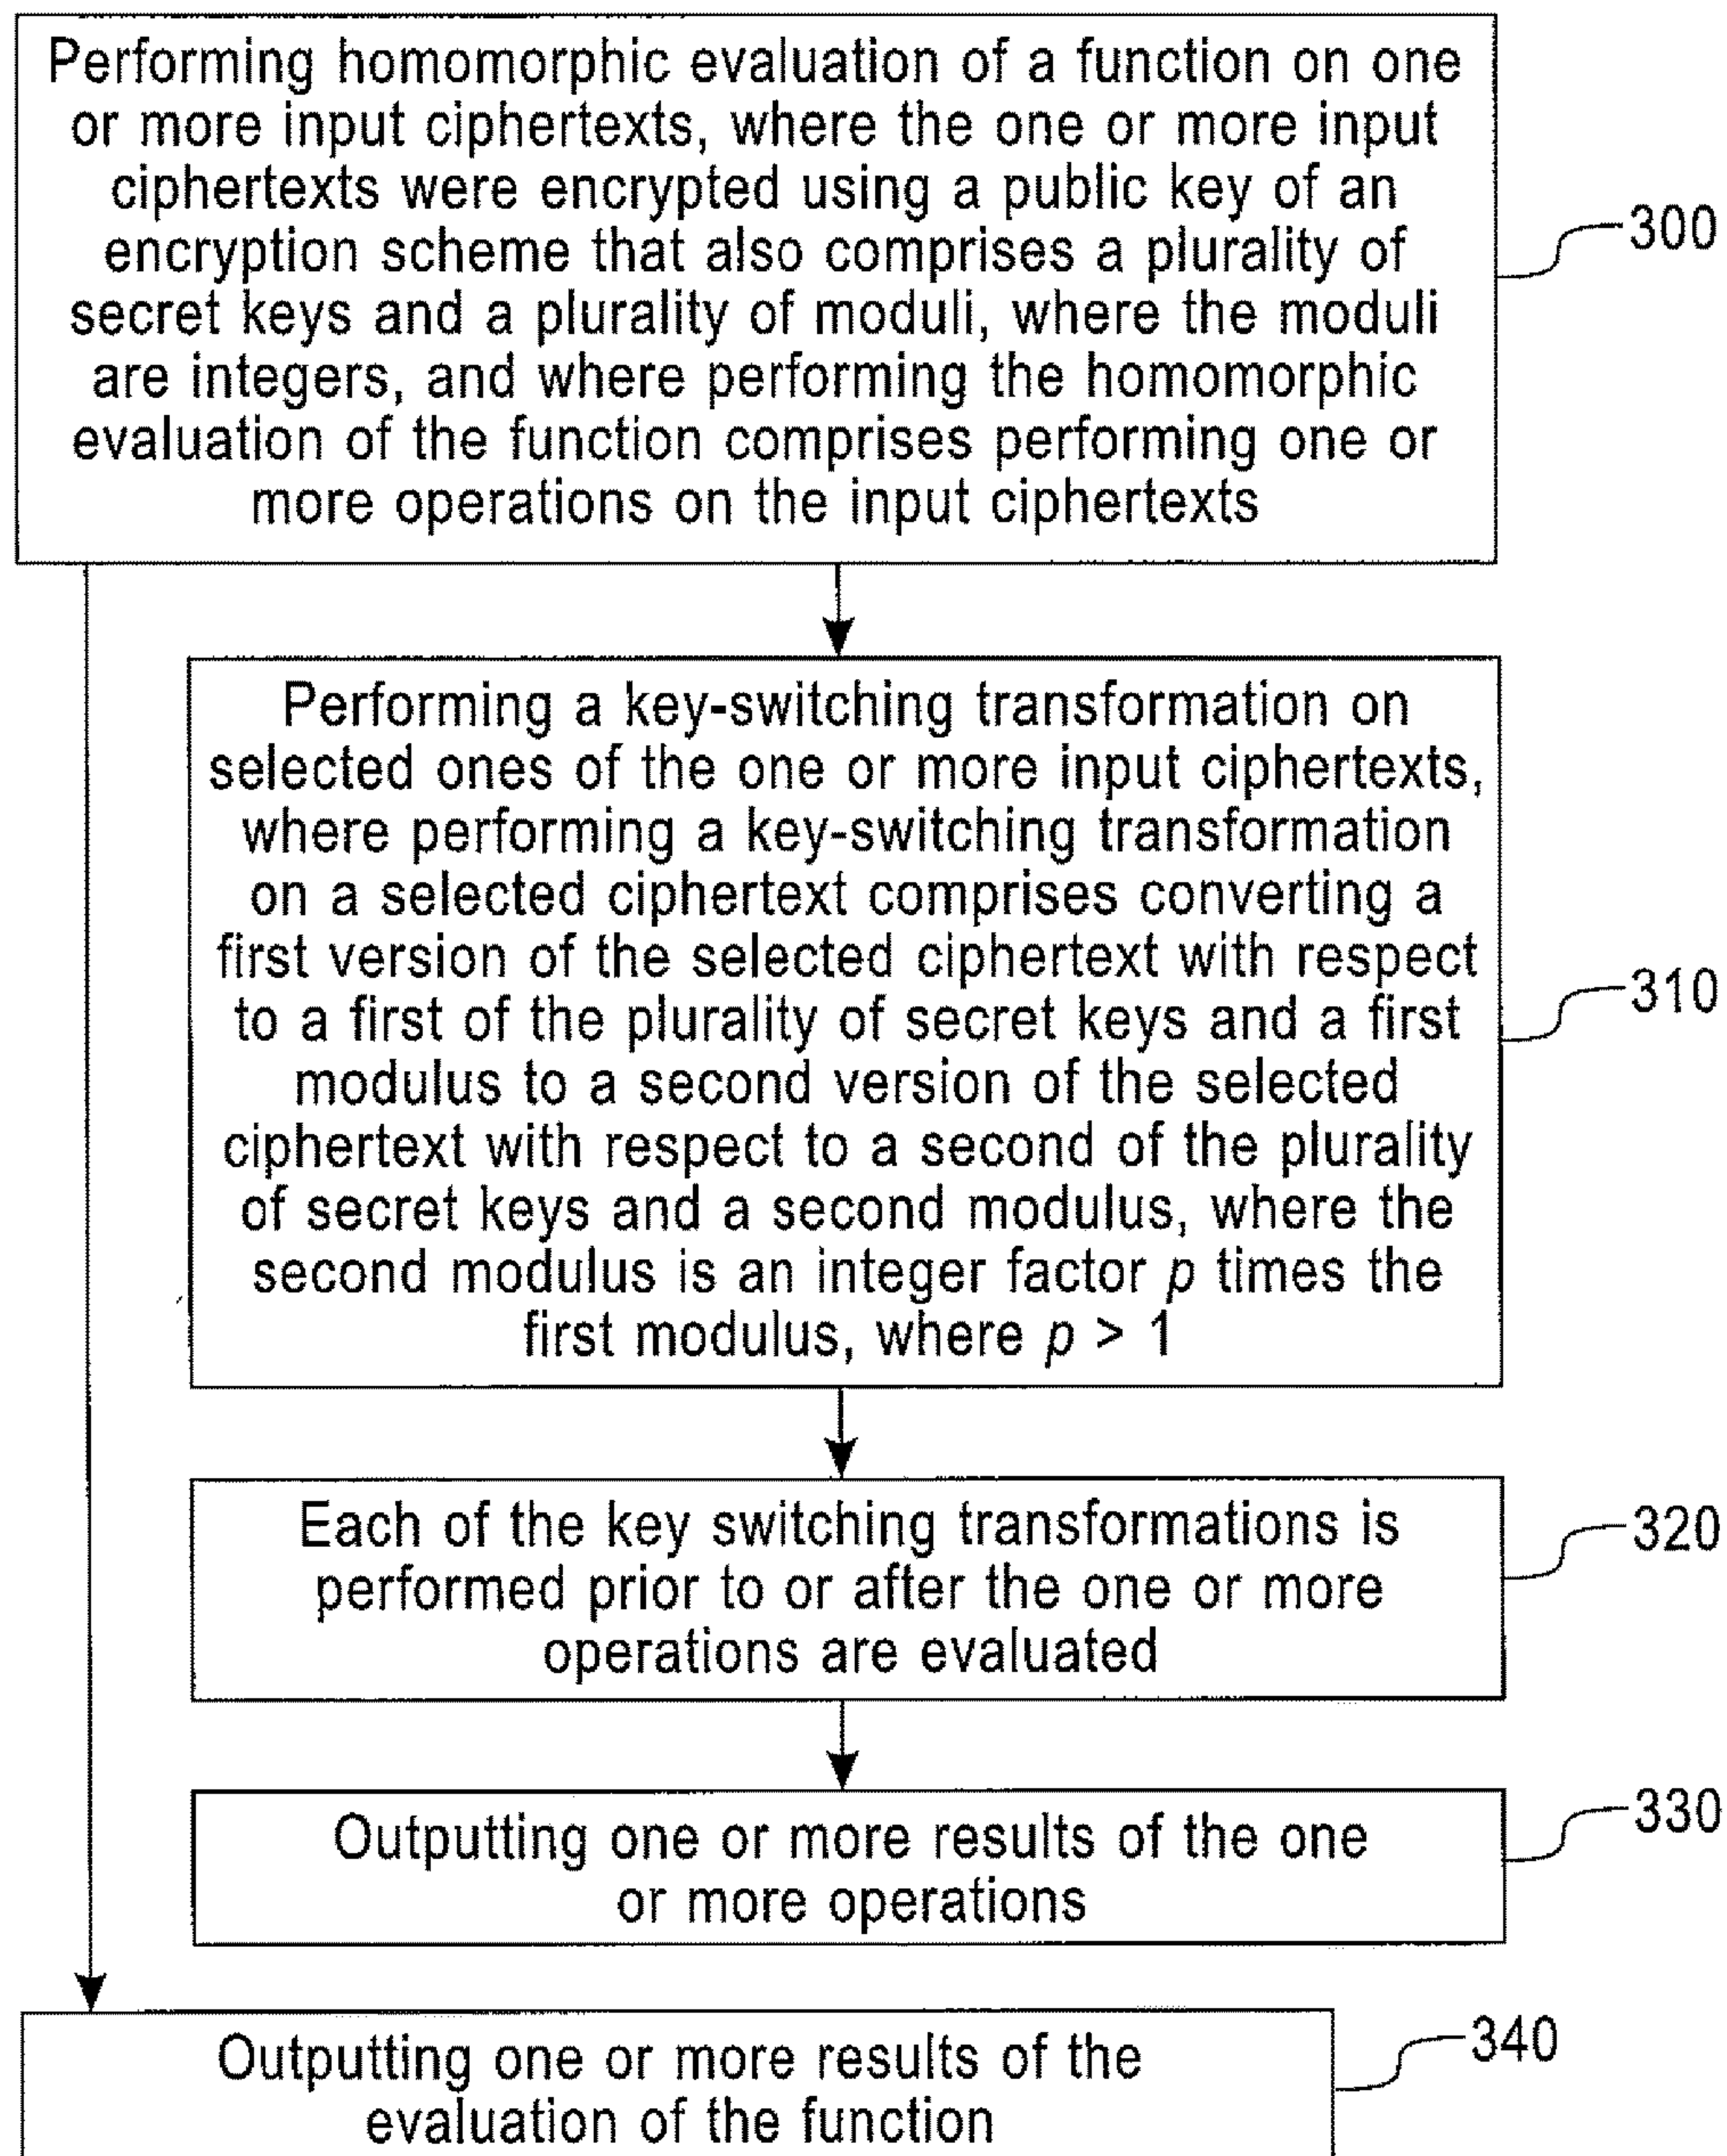 Performing homomorphic evaluation of a function on one
or more input ciphertexts, where the one or more input
ciphertexts were encrypted using a public key of an
encryption scheme that also comprises a plurality of
secret keys and a plurality of moduli, where the moduli
are integers, and where performing the homomorphic
evaluation of the function comprises performing one or
more operations on the input ciphertexts
300
Performing a key-switching transformation on
selected ones of the one or more input ciphertexts,
where performing a key-switching transformation
on a selected ciphertext comprises converting a
first version of the selected ciphertext with respect
to a first of the plurality of secret keys and a first
modulus to a second version of the selected
ciphertext with respect to a second of the plurality
of secret keys and a second modulus, where the
second modulus is an integer factor p times the
first modulus, where p > 1
310
Each of the key switching transformations is
performed prior to or after the one or more
operations are evaluated
320
Outputting one or more results of the one
or more operations
330
Outputting one or more results of the
evaluation of the function
340